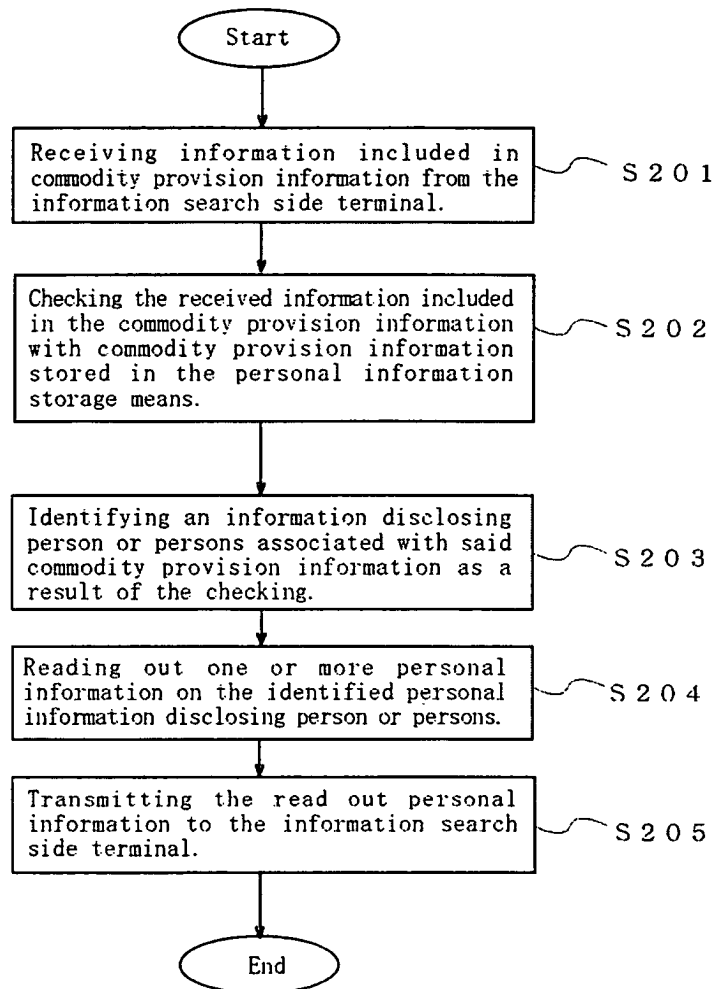 Start
Receiving information included in
commodity provision information from the
information search side terminal.
S201
Checking the received information included
in the commodity provision information
with commodity provision information
stored in the personal information
storage means.
S202
Identifying an information disclosing
person or persons associated with said
commodity provision information as a
result of the checking.
S203
Reading out one or more personal
information on the identified personal
information disclosing person or persons.
S204
Transmitting the read out personal
information to the information search
side terminal.
S205
End